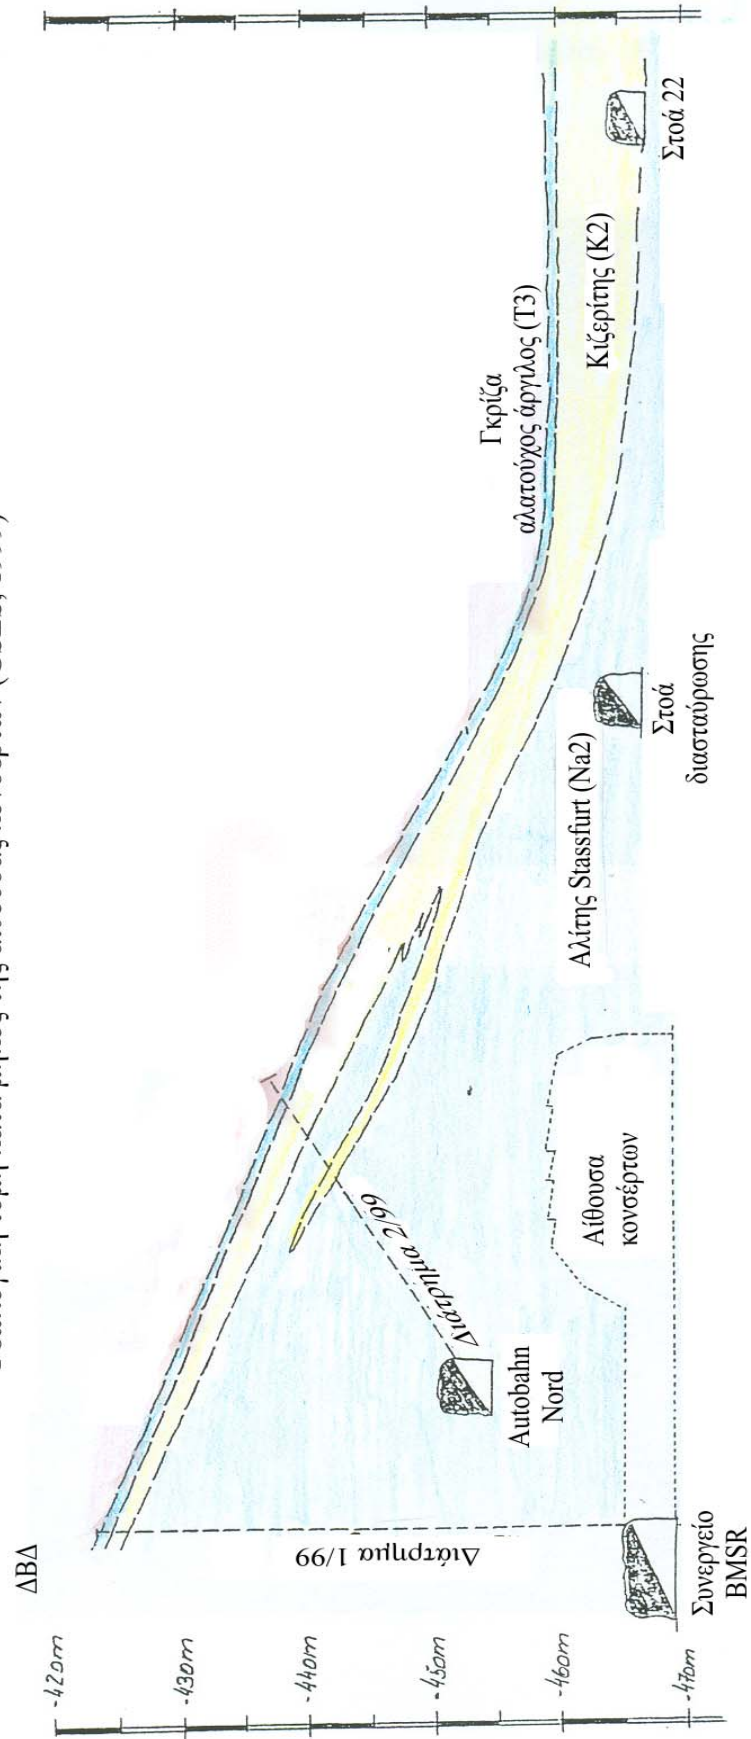 ΔΒΔ
-420m
-430m
-440m
-450m
-460m
-470m
Διάτρημα 1/99
Συνεργείο
BMSR
Autobahn
Nord
Διάτρημα 2/99
Αίθουσα
κονσέρτων
Αλίτης Stassfurt (Na2)
Στοά
διασταύρωσης
Γκρίζα
αλατούχος άργιλος (T3)
Κιζερίτης (K2)
Στοά 22